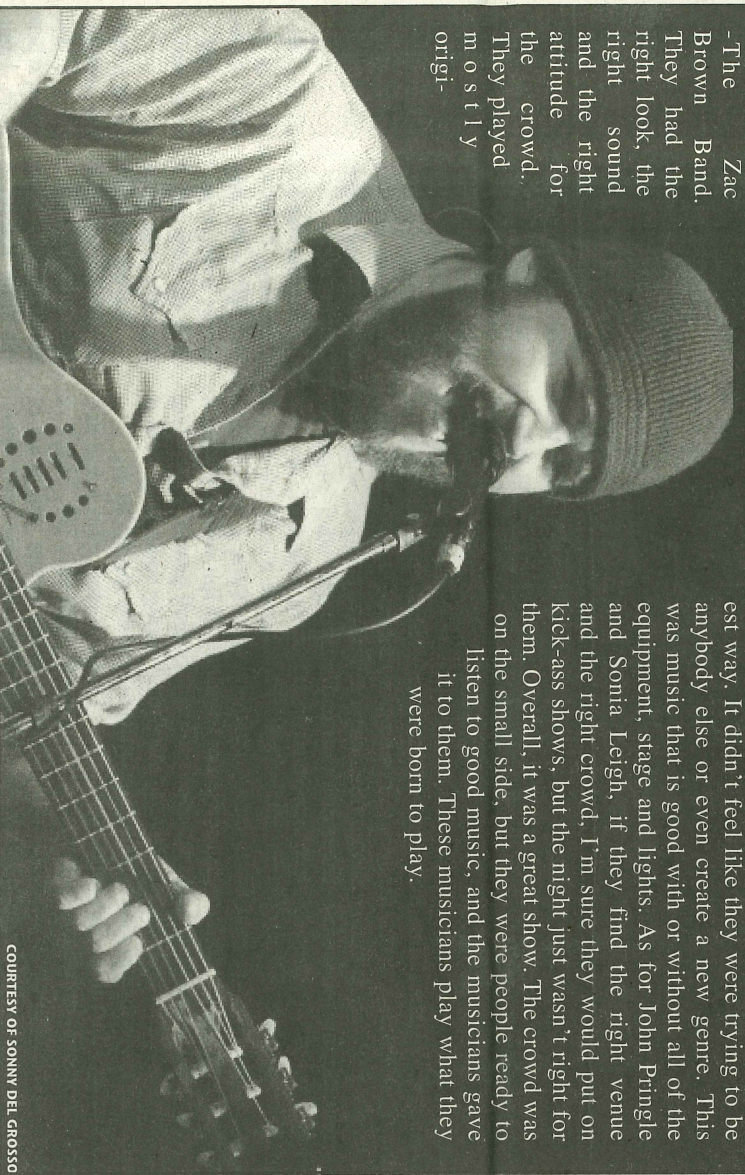 -The Zac
Brown Band.
They had the
right look, the
right sound
and the right
attitude for
the crowd.
They played
mostly
origi-
est way. It didn't feel like they were trying to be
anybody else or even create a new genre. This
was music that is good with or without all of the
equipment, stage and lights. As for John Pringle
and Sonia Leigh, if they find the right venue
and the right crowd, I'm sure they would put on
kick-ass shows, but the night just wasn't right for
them. Overall, it was a great show. The crowd was
on the small side, but they were people ready to
listen to good music, and the musicians gave
it to them. These musicians play what they
were born to play.
COURTESY OF SONNY DEL GROSSO